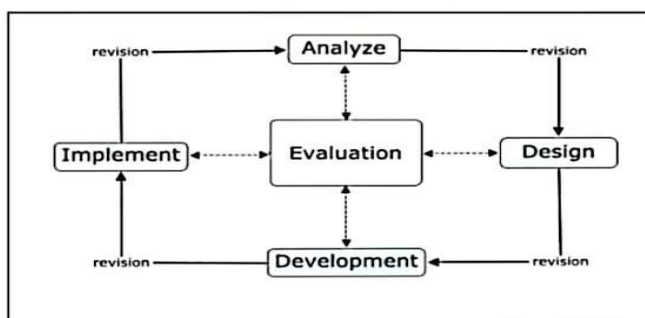 revision
Analyze
revision
Implement
Evaluation
Design
revision
Development
revision